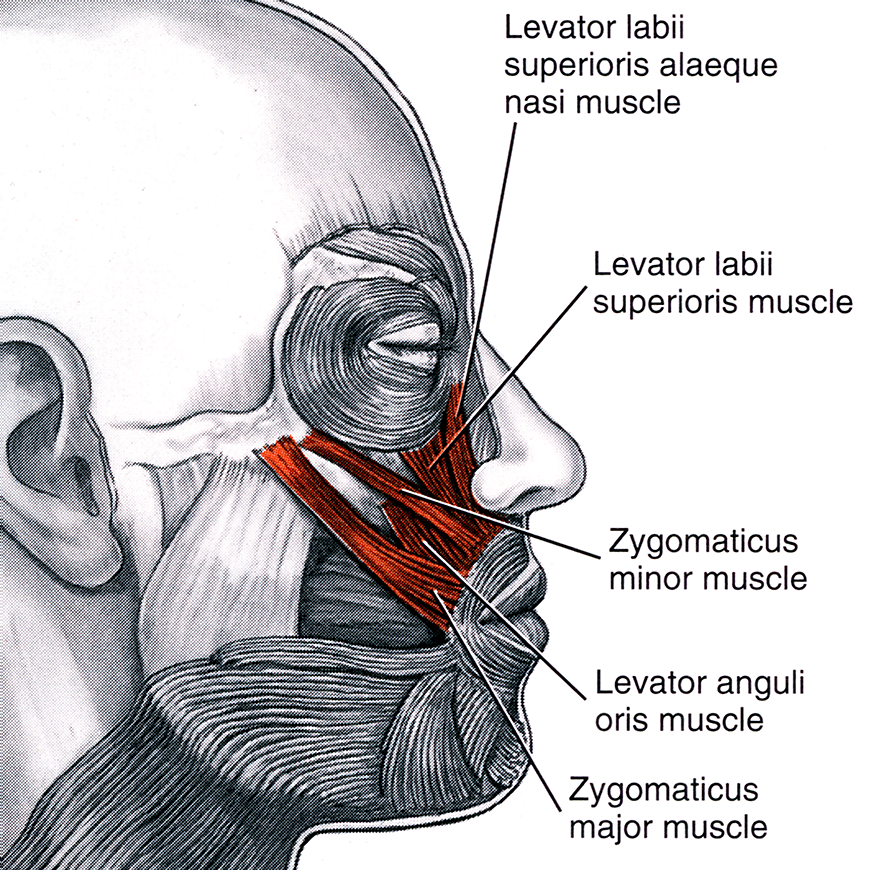 Levator labii
superioris alaeque
nasi muscle
Levator labii
superioris muscle
Zygomaticus
minor muscle
Levator anguli
oris muscle
Zygomaticus
major muscle